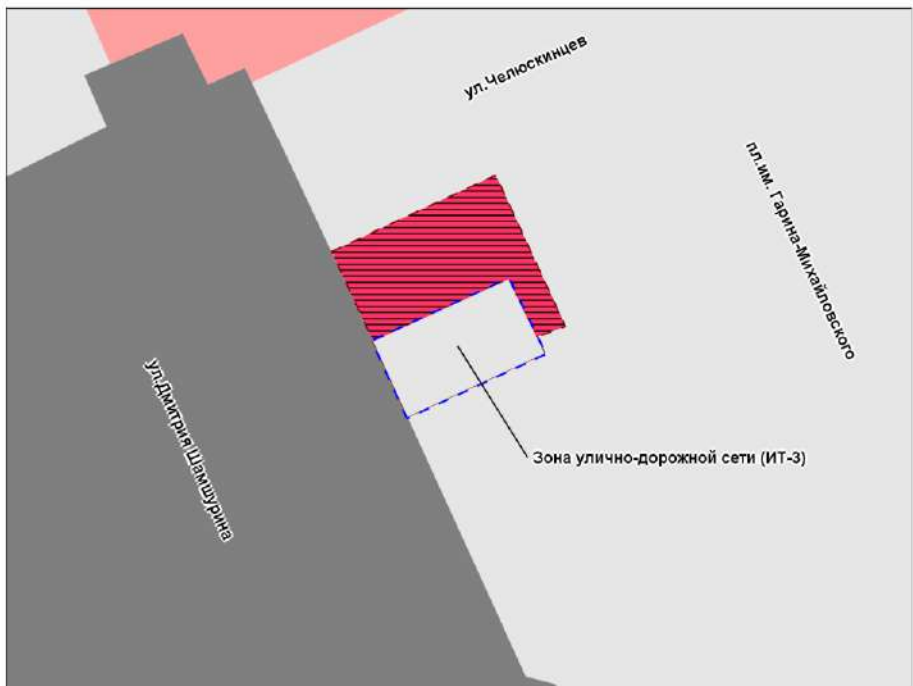 ул.Челюскинцев
пл.им. Гарина-Михайловского
ул.Дмитрия Шамшурина
Зона улично-дорожной сети (ИТ-3)